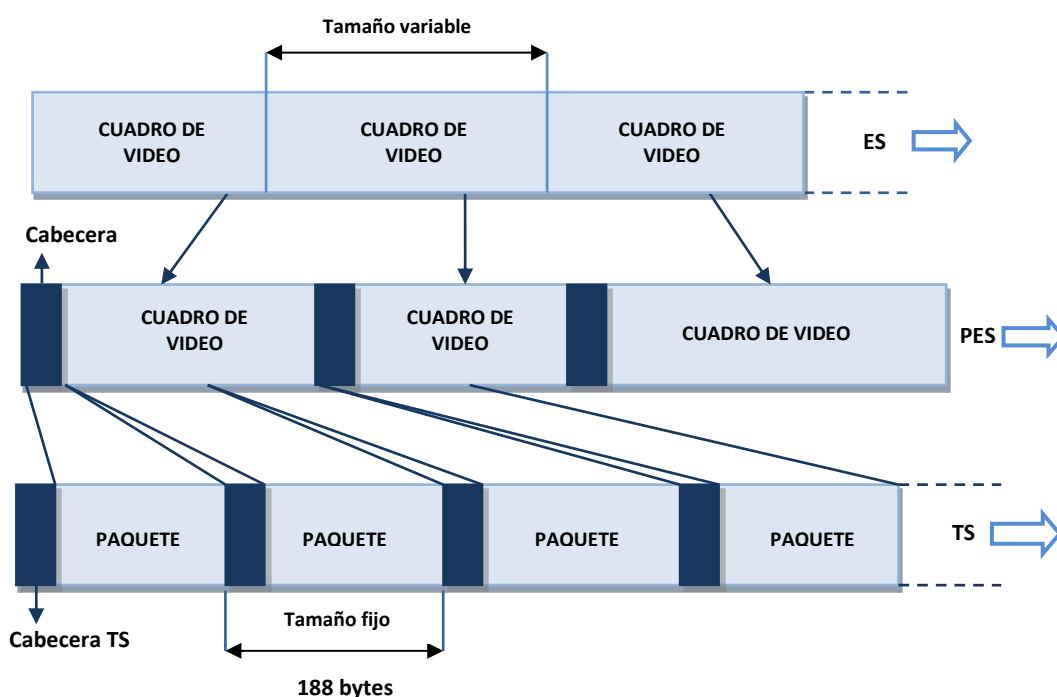 Tamaño variable
CUADRO DE
VIDEO
CUADRO DE
VIDEO
CUADRO DE
VIDEO
ES
Cabecera
CUADRO DE
VIDEO
CUADRO DE
VIDEO
CUADRO DE VIDEO
PES
PAQUETE
PAQUETE
PAQUETE
PAQUETE
TS
Cabecera TS
Tamaño fijo
188 bytes